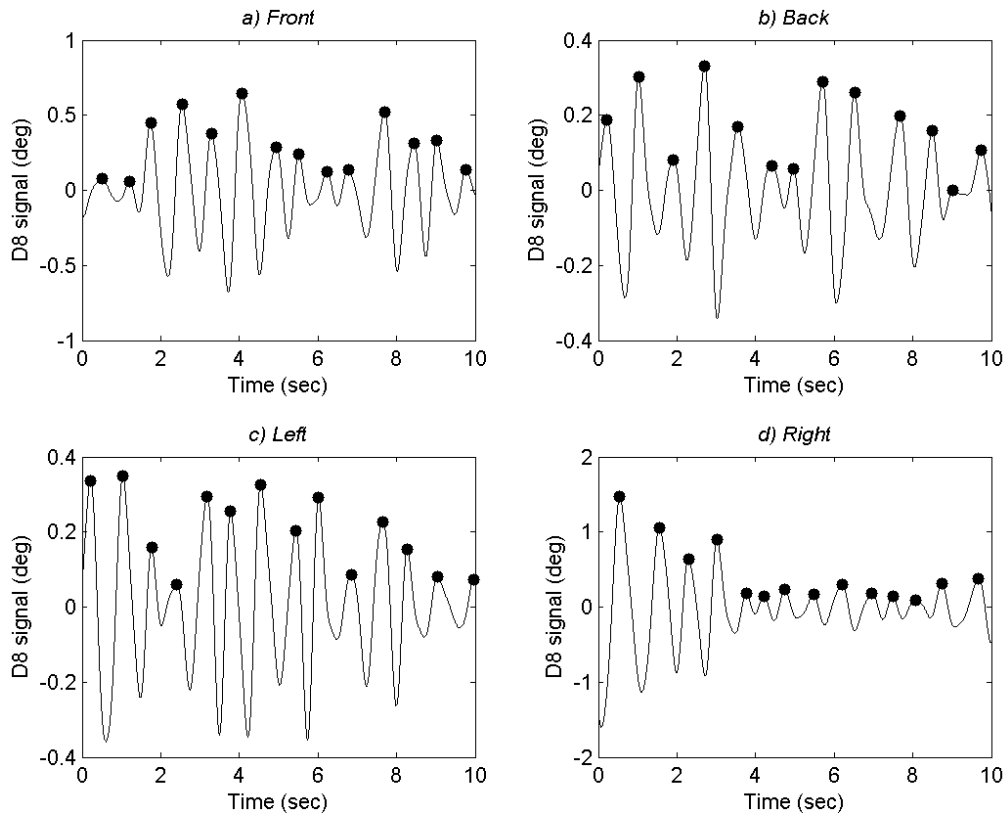 a) Front
1
0.5
0
-0.5
-1
D8 signal (deg)
0 2 4 6 8 10
Time (sec)
b) Back
0.4
0.2
0
-0.2
-0.4
D8 signal (deg)
0 2 4 6 8 10
Time (sec)
c) Left
0.4
0.2
0
-0.2
-0.4
D8 signal (deg)
0 2 4 6 8 10
Time (sec)
d) Right
2
1
0
-1
-2
D8 signal (deg)
0 2 4 6 8 10
Time (sec)